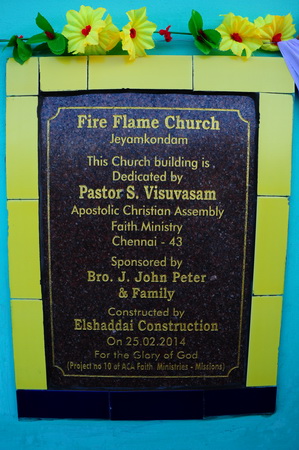 Fire Flame Church
Jeyamkondam
This Church building is
Dedicated by
Pastor S. Visuvasam
Apostolic Christian Assembly
Faith Ministry
Chennai - 43
Sponsored by
Bro. J. John Peter
& Family
Constructed by
Elshaddai Construction
On 25.02.2014
For the Glory of God
(Project no 10 of ACA Faith Ministries - Missions)